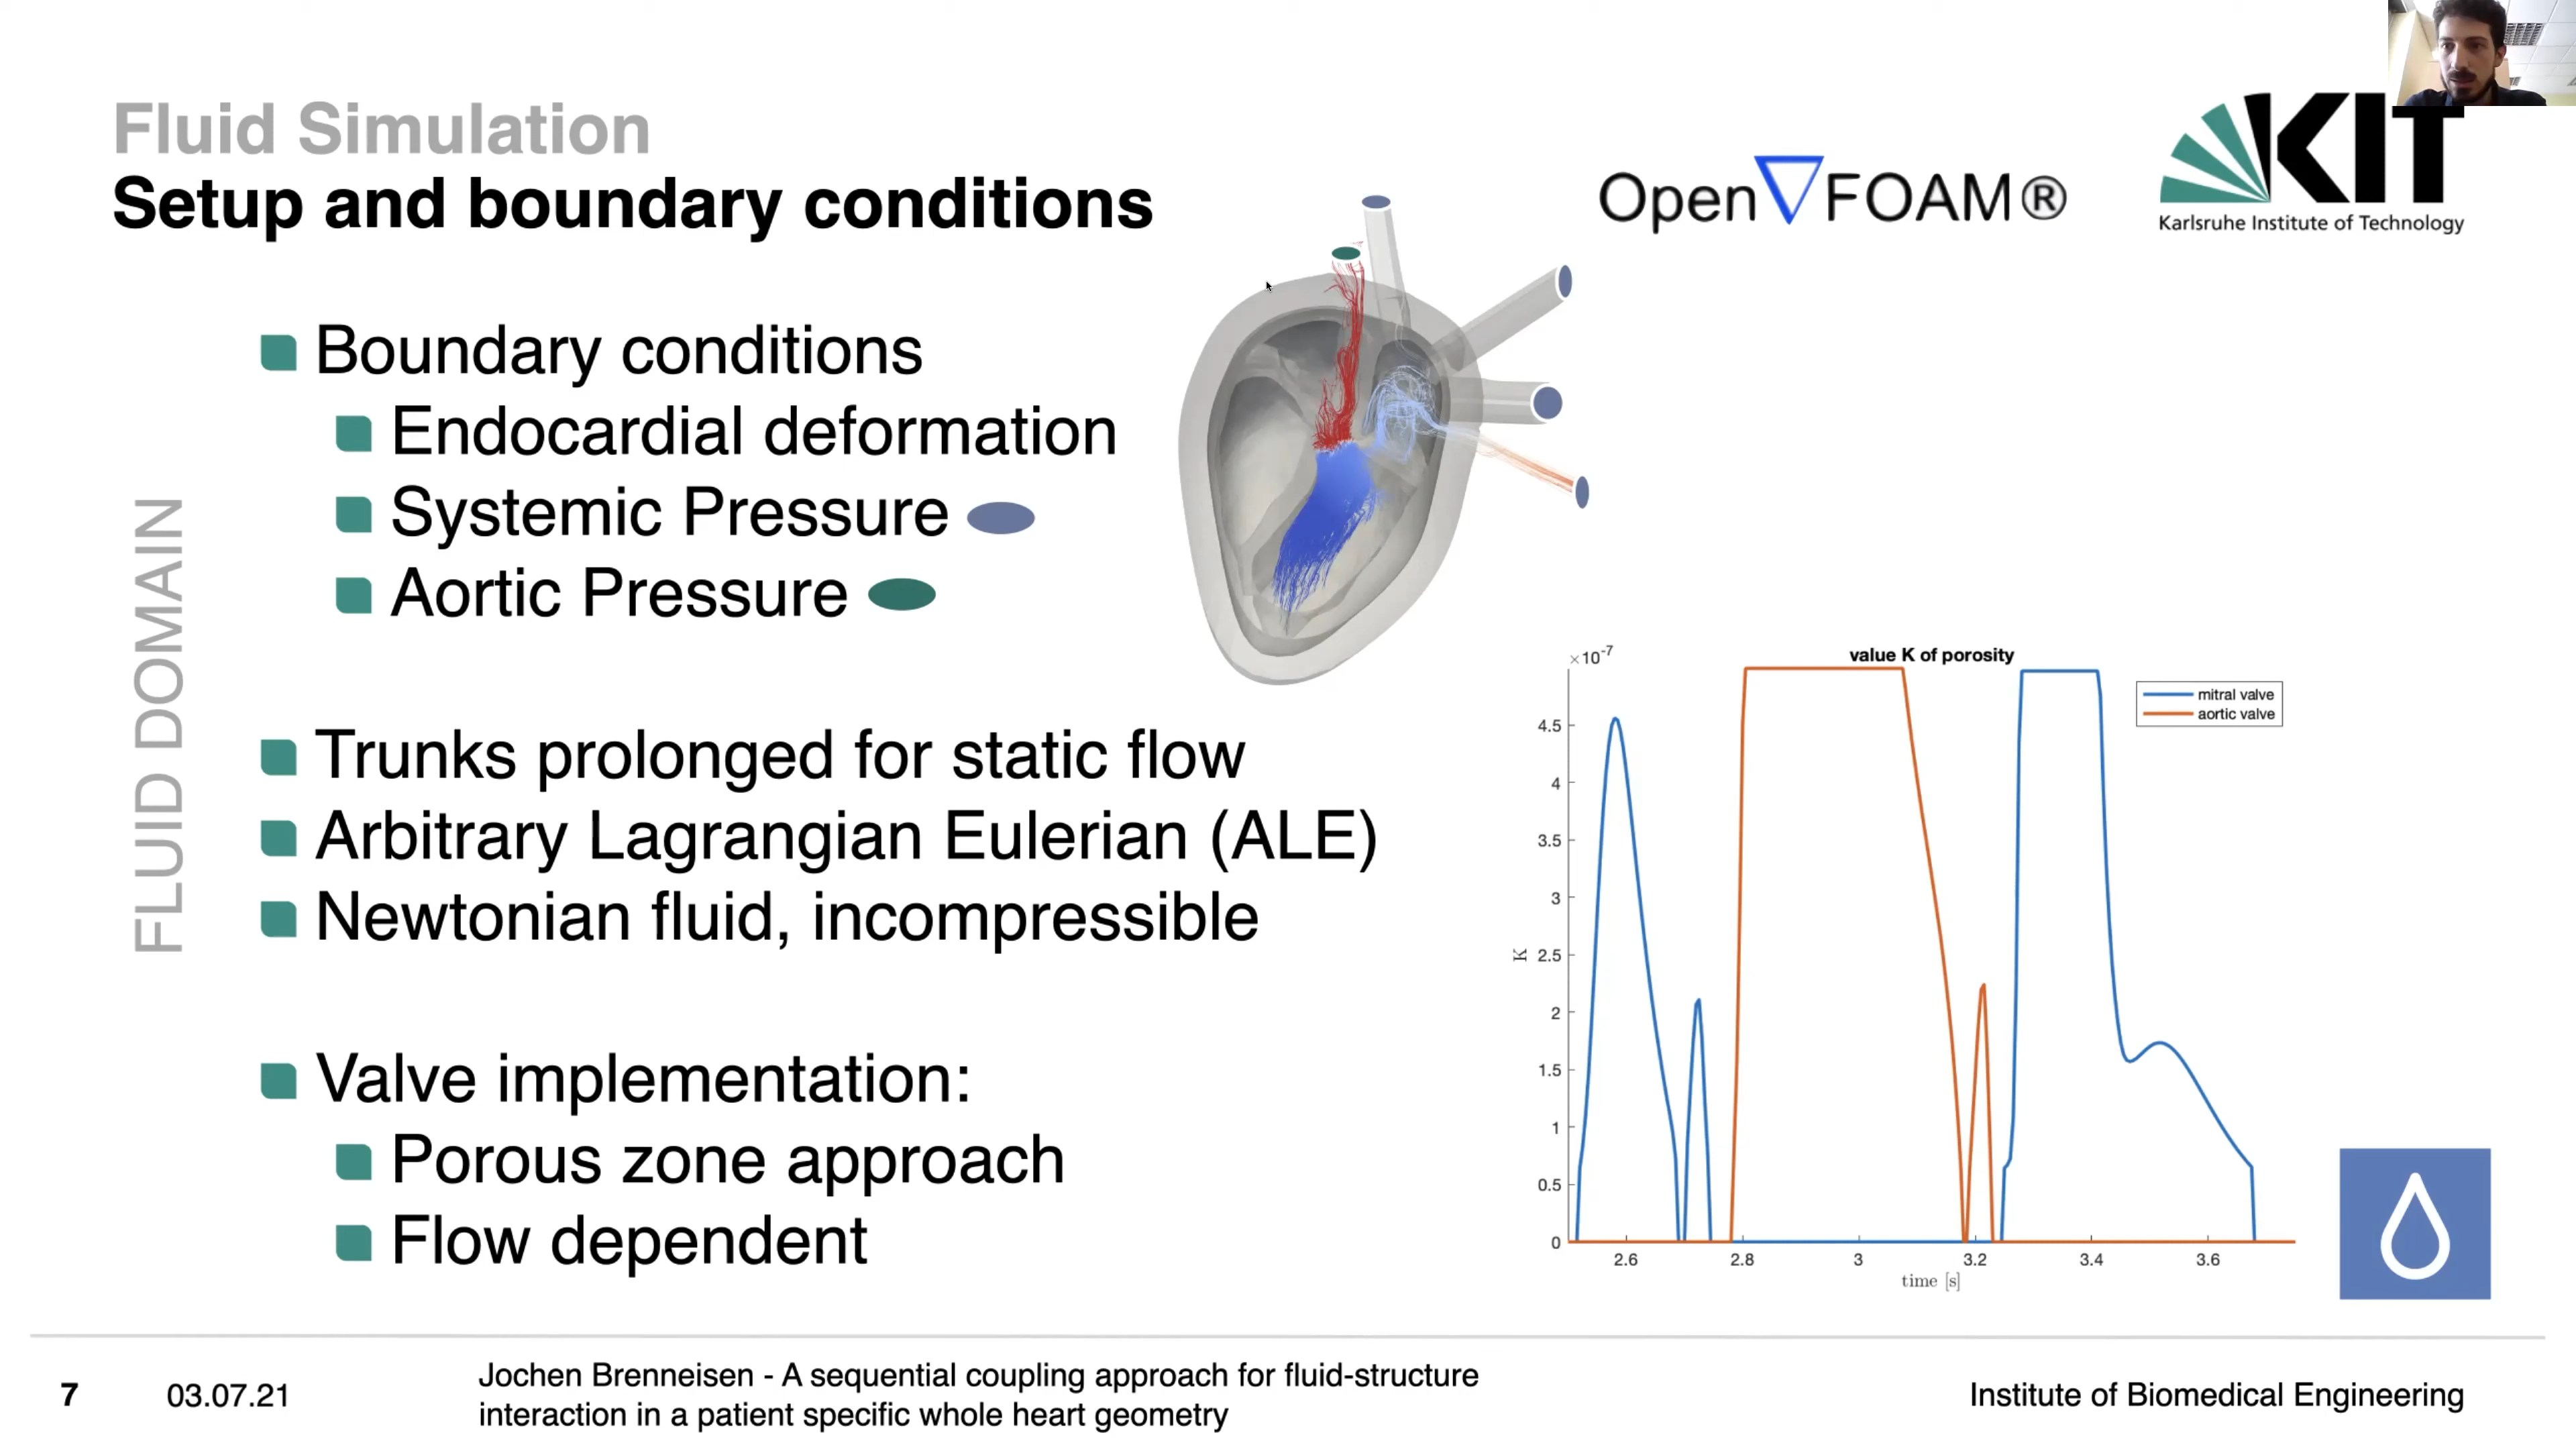 Fluid Simulation
Setup and boundary conditions
Open FOAM®
KIT
Karlsruhe Institute of Technology
FLUID DOMAIN
Boundary conditions
Endocardial deformation
Systemic Pressure
Aortic Pressure
Trunks prolonged for static flow
Arbitrary Lagrangian Eulerian (ALE)
Newtonian fluid, incompressible
Valve implementation:
Porous zone approach
Flow dependent
×10-7
value K of porosity
mitral valve
aortic valve
4.5
4
3.5
3
2.5
2
1.5
1
0.5
0
K
2.6 2.8 3 3.2 3.4 3.6
time [s]
7
03.07.21
Jochen Brenneisen - A sequential coupling approach for fluid-structure
interaction in a patient specific whole heart geometry
Institute of Biomedical Engineering